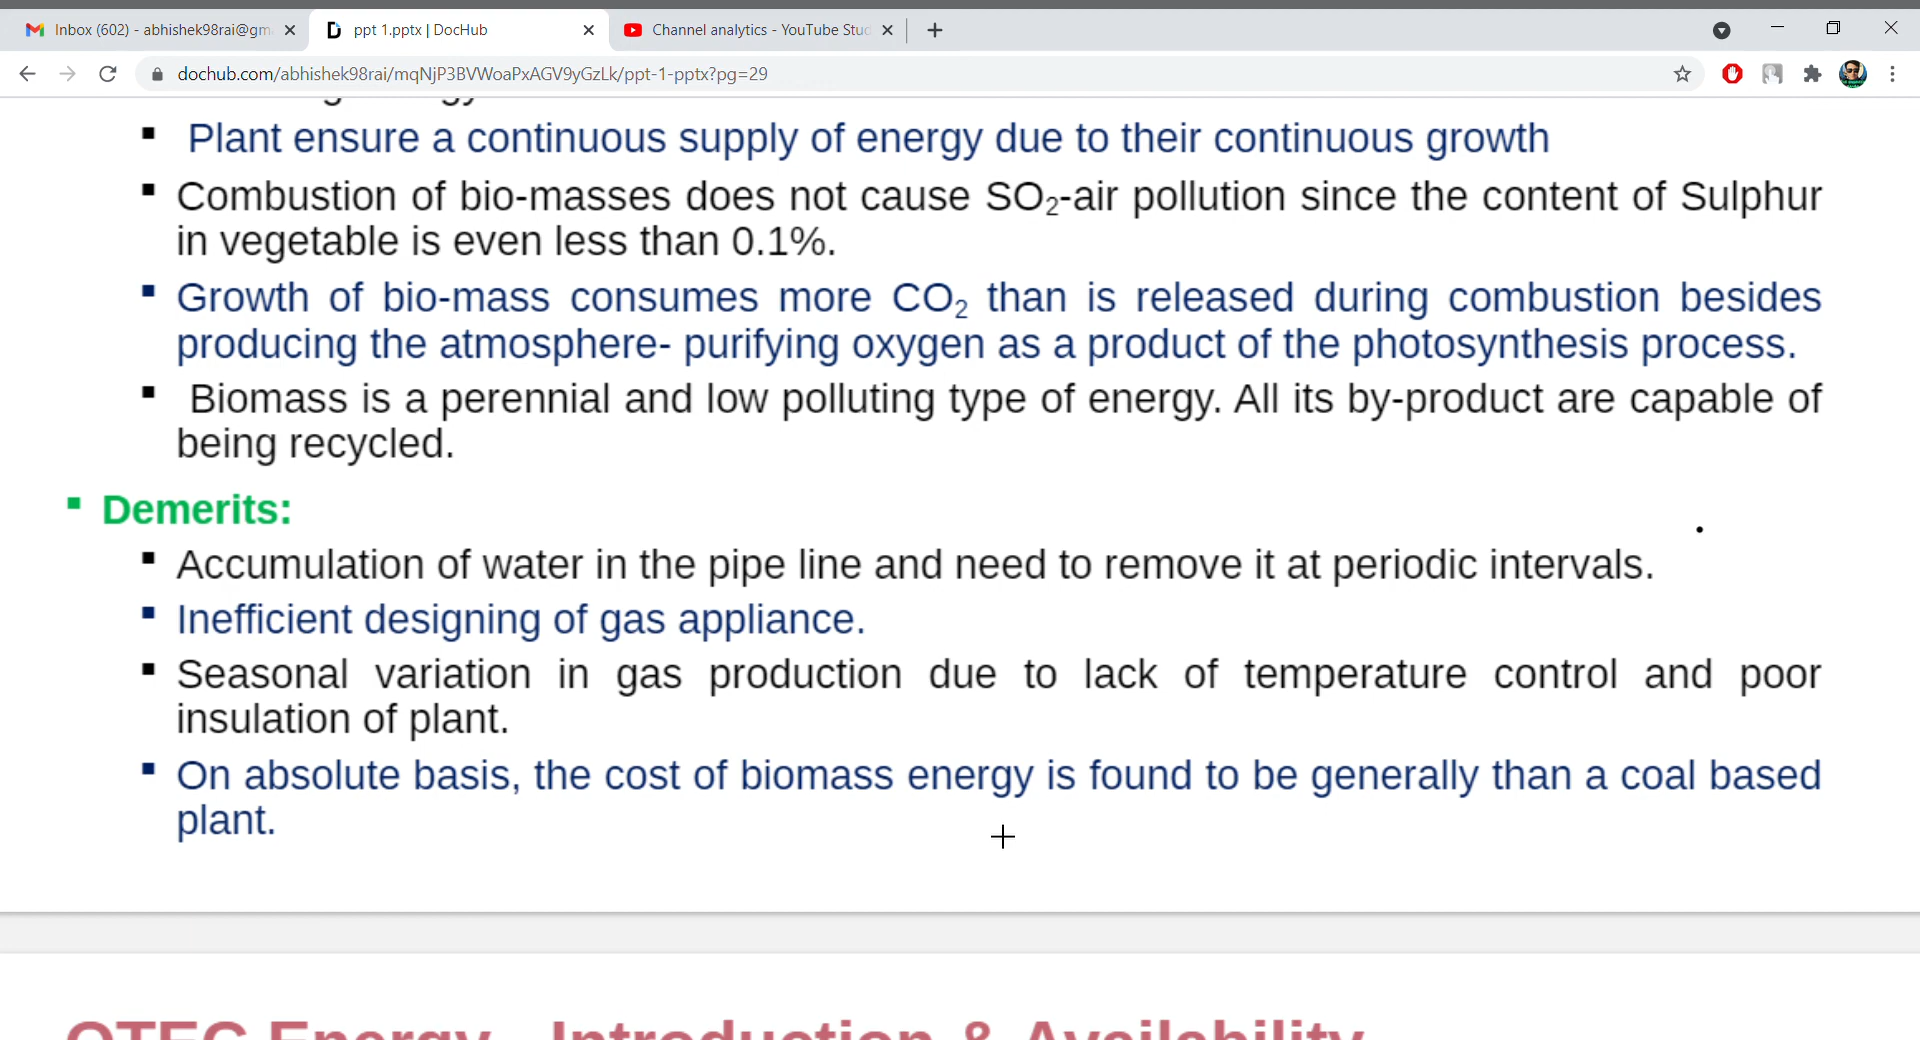 Inbox (602) - abhishek98rai@gm
ppt 1.pptx | DocHub
Channel analytics - YouTube Stud
dochub.com/abhishek98rai/mqNjP3BVWoaPxAGV9yGzLk/ppt-1-pptx?pg=29
▪ Plant ensure a continuous supply of energy due to their continuous growth
▪ Combustion of bio-masses does not cause SO₂-air pollution since the content of Sulphur
in vegetable is even less than 0.1%.
▪ Growth of bio-mass consumes more CO₂ than is released during combustion besides
producing the atmosphere- purifying oxygen as a product of the photosynthesis process.
▪ Biomass is a perennial and low polluting type of energy. All its by-product are capable of
being recycled.
▪ Demerits:
▪ Accumulation of water in the pipe line and need to remove it at periodic intervals.
▪ Inefficient designing of gas appliance.
▪ Seasonal variation in gas production due to lack of temperature control and poor
insulation of plant.
▪ On absolute basis, the cost of biomass energy is found to be generally than a coal based
plant.
OTEC Energy - Introduction & Availability